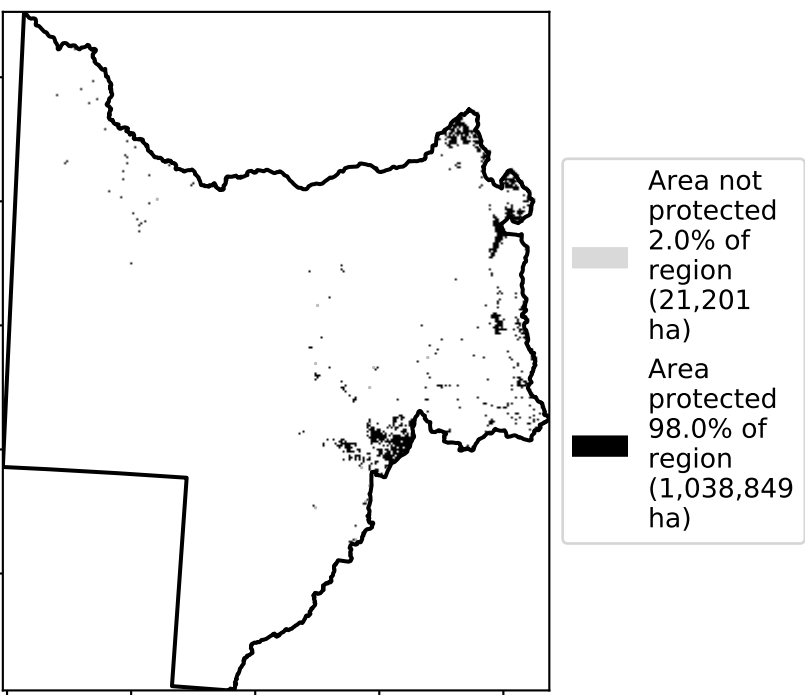 Area not
protected
2.0% of
region
(21,201
ha)
Area
protected
98.0% of
region
(1,038,849
ha)